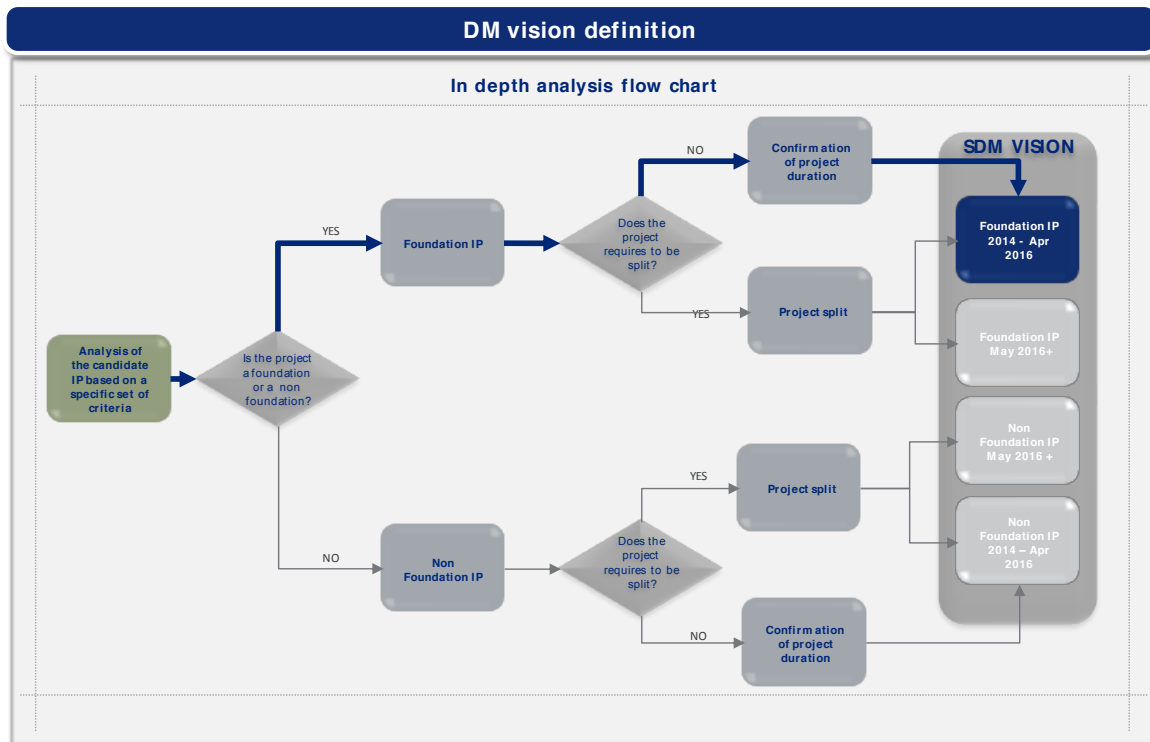 DM vision definition
In depth analysis flow chart
NO
Confirmation
of project
duration
SDM VISION
YES
Foundation IP
Does the
project
requires to be
split?
Foundation IP
2014 - Apr
2016
YES
Project split
Analysis of
the candidate
IP based on a
specific set of
criteria
Is the project
a foundation
or a non
foundation?
Foundation IP
May 2016+
Non
Foundation IP
May 2016 +
YES
Project split
NO
Non
Foundation IP
Does the
project
requires to be
split?
Non
Foundation IP
2014 – Apr
2016
NO
Confirmation
of project
duration